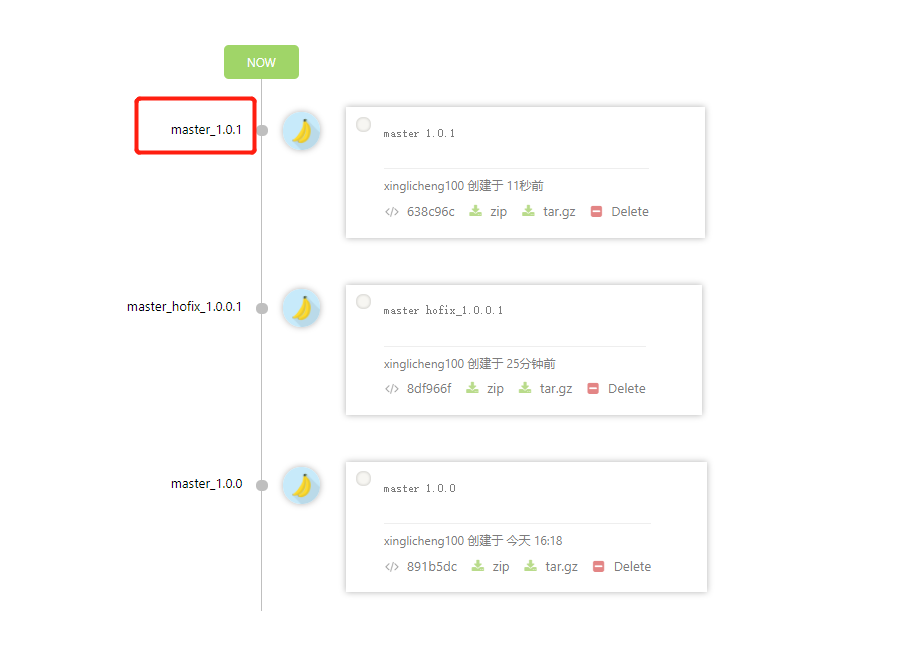 NOW
master_1.0.1
master 1.0.1
xinglicheng100 创建于 11秒前
</> 638c96c zip tar.gz Delete
master_hofix_1.0.0.1
master hofix_1.0.0.1
xinglicheng100 创建于 25分钟前
</> 8df966f zip tar.gz Delete
master_1.0.0
master 1.0.0
xinglicheng100 创建于 今天 16:18
</> 891b5dc zip tar.gz Delete